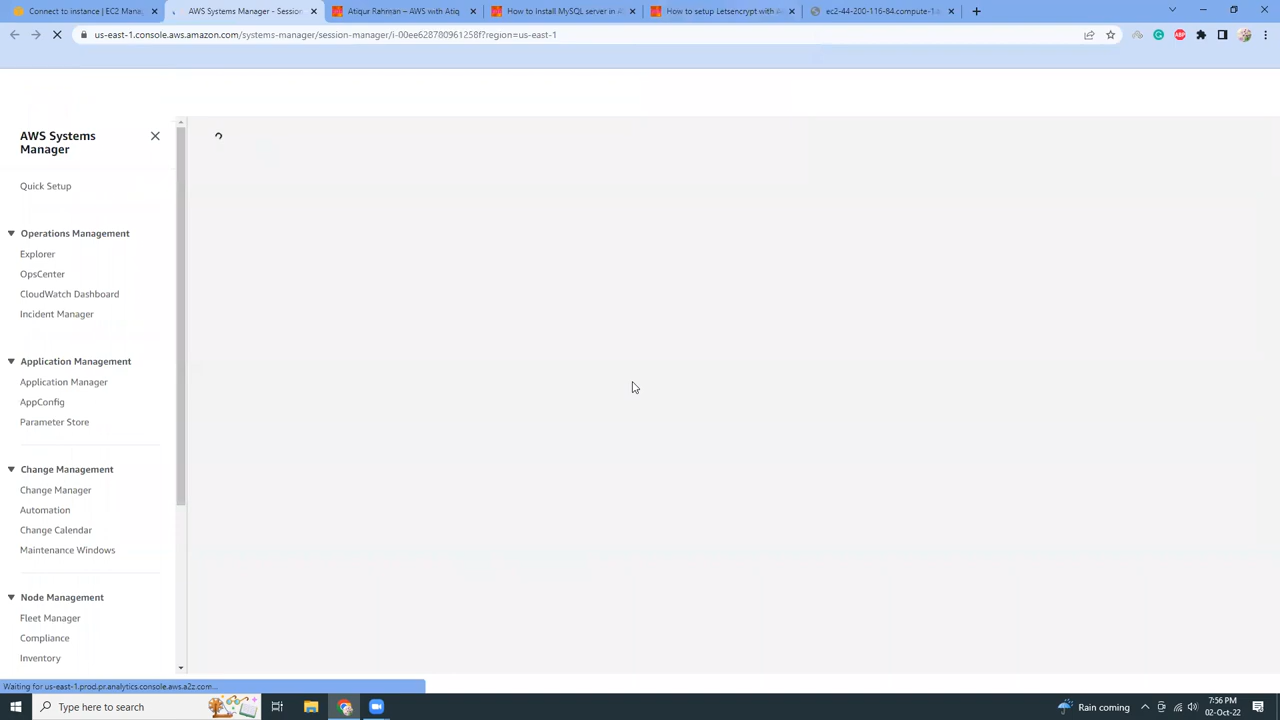 Connect to instance | EC2 Manag
AWS Systems Manager - Session
Atiqur Rahman – AWS with Atiq
How to Install MySQL server in A
How to setup Letsencrypt with A
ec2-44-200-116-84.compute-1.a
us-east-1.console.aws.amazon.com/systems-manager/session-manager/i-00ee628780961258f?region=us-east-1
AWS Systems
Manager
Quick Setup
Operations Management
Explorer
OpsCenter
CloudWatch Dashboard
Incident Manager
Application Management
Application Manager
AppConfig
Parameter Store
Change Management
Change Manager
Automation
Change Calendar
Maintenance Windows
Node Management
Fleet Manager
Compliance
Inventory
Waiting for us-east-1.prod.pr.analytics.console.aws.a2z.com...
Type here to search
Rain coming
7:56 PM
02-Oct-22